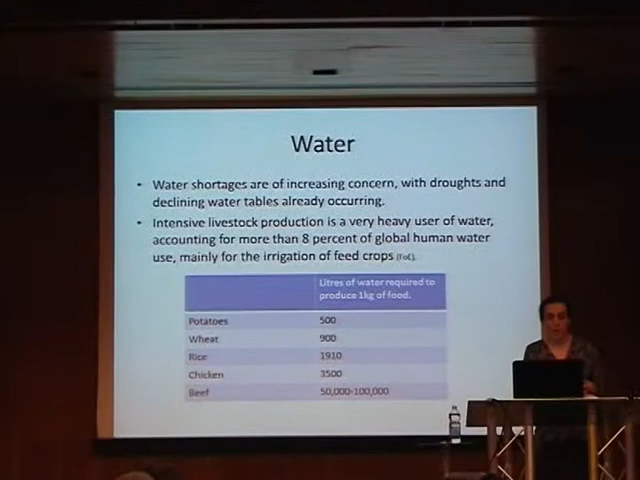 Water
• Water shortages are of increasing concern, with droughts and
declining water tables already occurring.
• Intensive livestock production is a very heavy user of water,
accounting for more than 8 percent of global human water
use, mainly for the irrigation of feed crops (FoE).
Litres of water required to
produce 1kg of food.
Potatoes 500
Wheat 900
Rice 1910
Chicken 3500
Beef 50,000-100,000